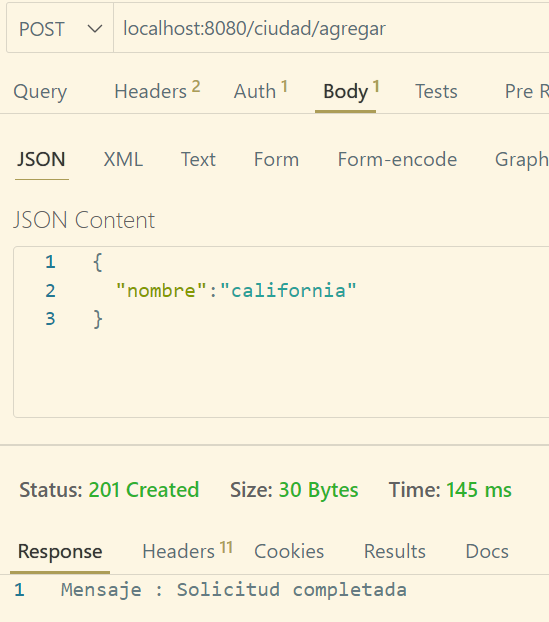 POST localhost:8080/ciudad/agregar
Query Headers 2 Auth 1 Body 1 Tests Pre R
JSON XML Text Form Form-encode Graph
JSON Content
1 {
2 "nombre":"california"
3 }
Status: 201 Created Size: 30 Bytes Time: 145 ms
Response Headers 11 Cookies Results Docs
1 Mensaje : Solicitud completada